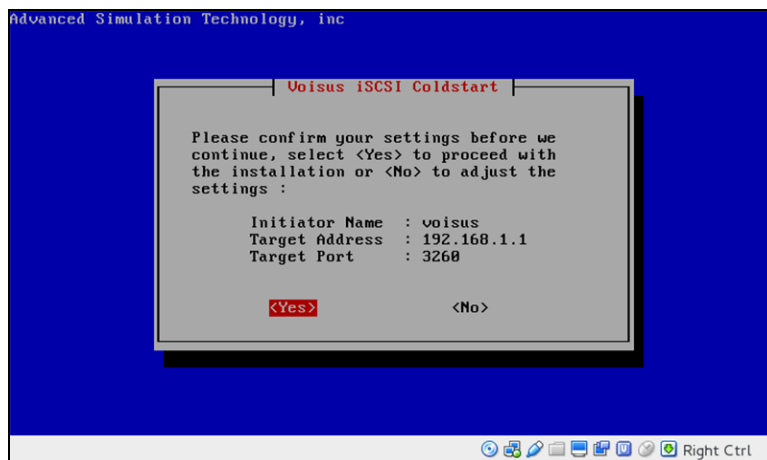 Advanced Simulation Technology, inc
Voisus iSCSI Coldstart
Please confirm your settings before we
continue, select <Yes> to proceed with
the installation or <No> to adjust the
settings :
Initiator Name : voisus
Target Address : 192.168.1.1
Target Port : 3260
<Yes> <No>
Right Ctrl